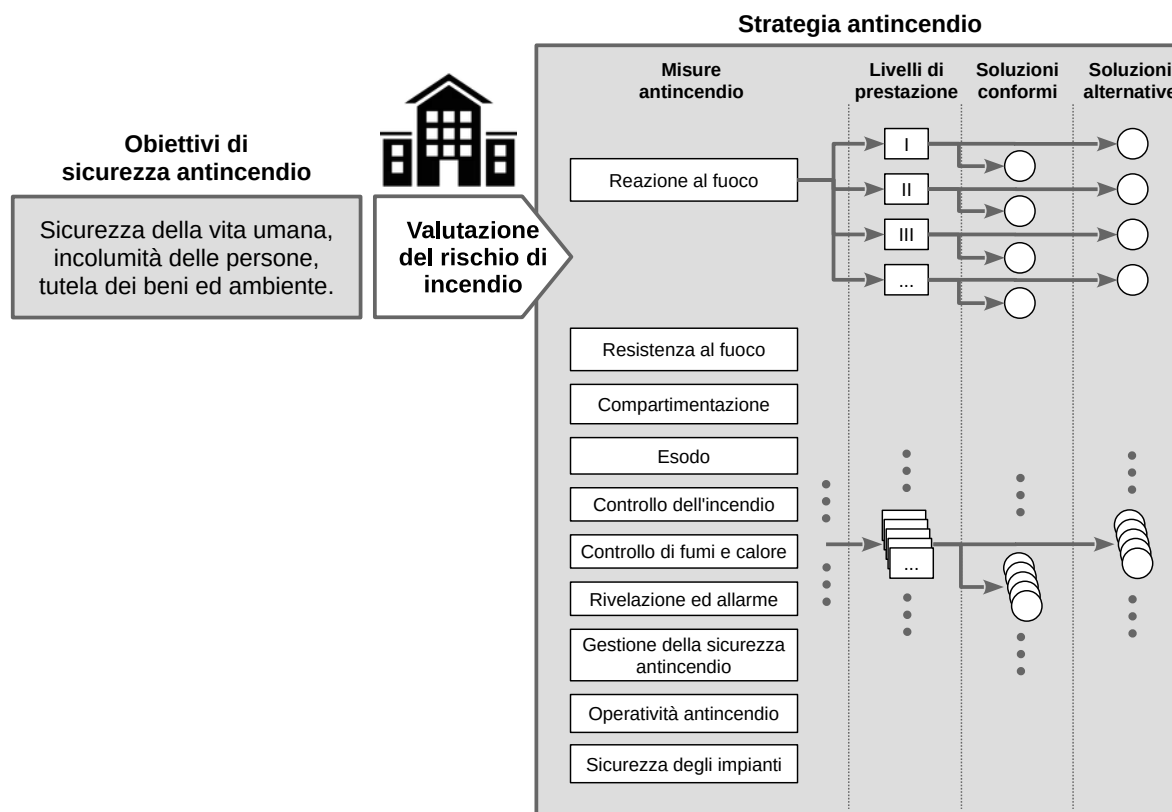 Strategia antincendio
Misure
antincendio
Livelli di
prestazione
Soluzioni
conformi
Soluzioni
alternative
Obiettivi di
sicurezza antincendio
Sicurezza della vita umana,
incolumità delle persone,
tutela dei beni ed ambiente.
Valutazione
del rischio di
incendio
Reazione al fuoco
I
II
III
...
Resistenza al fuoco
Compartimentazione
Esodo
Controllo dell'incendio
Controllo di fumi e calore
...
Rivelazione ed allarme
Gestione della sicurezza
antincendio
Operatività antincendio
Sicurezza degli impianti